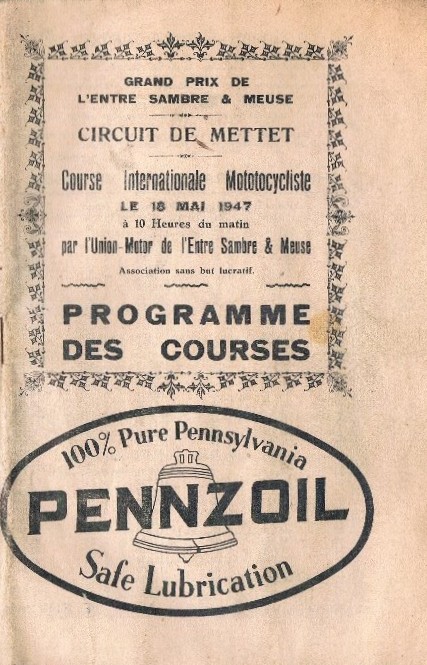 GRAND PRIX DE
L'ENTRE SAMBRE & MEUSE
CIRCUIT DE METTET
Course Internationale Mototocycliste
LE 18 MAI 1947
à 10 Heures du matin
par l'Union-Motor de l'Entre Sambre & Meuse
Association sans but lucratif.
PROGRAMME
DES COURSES
100% Pure Pennsylvania
PENNZOIL
Safe Lubrication